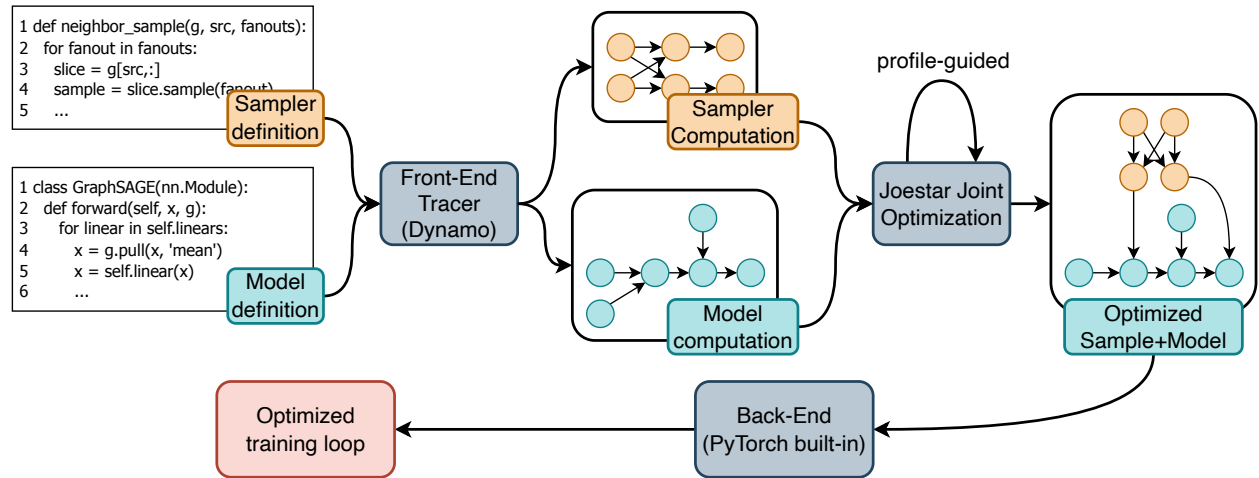 1 def neighbor_sample(g, src, fanouts):
2 for fanout in fanouts:
3 slice = g[src,:]
4 sample = slice.sample(fanout)
5 ...
Sampler
definition
1 class GraphSAGE(nn.Module):
2 def forward(self, x, g):
3 for linear in self.linears:
4 x = g.pull(x, 'mean')
5 x = self.linear(x)
6 ...
Model
definition
Front-End
Tracer
(Dynamo)
Sampler
Computation
Model
computation
profile-guided
Joestar Joint
Optimization
Optimized
Sample+Model
Back-End
(PyTorch built-in)
Optimized
training loop